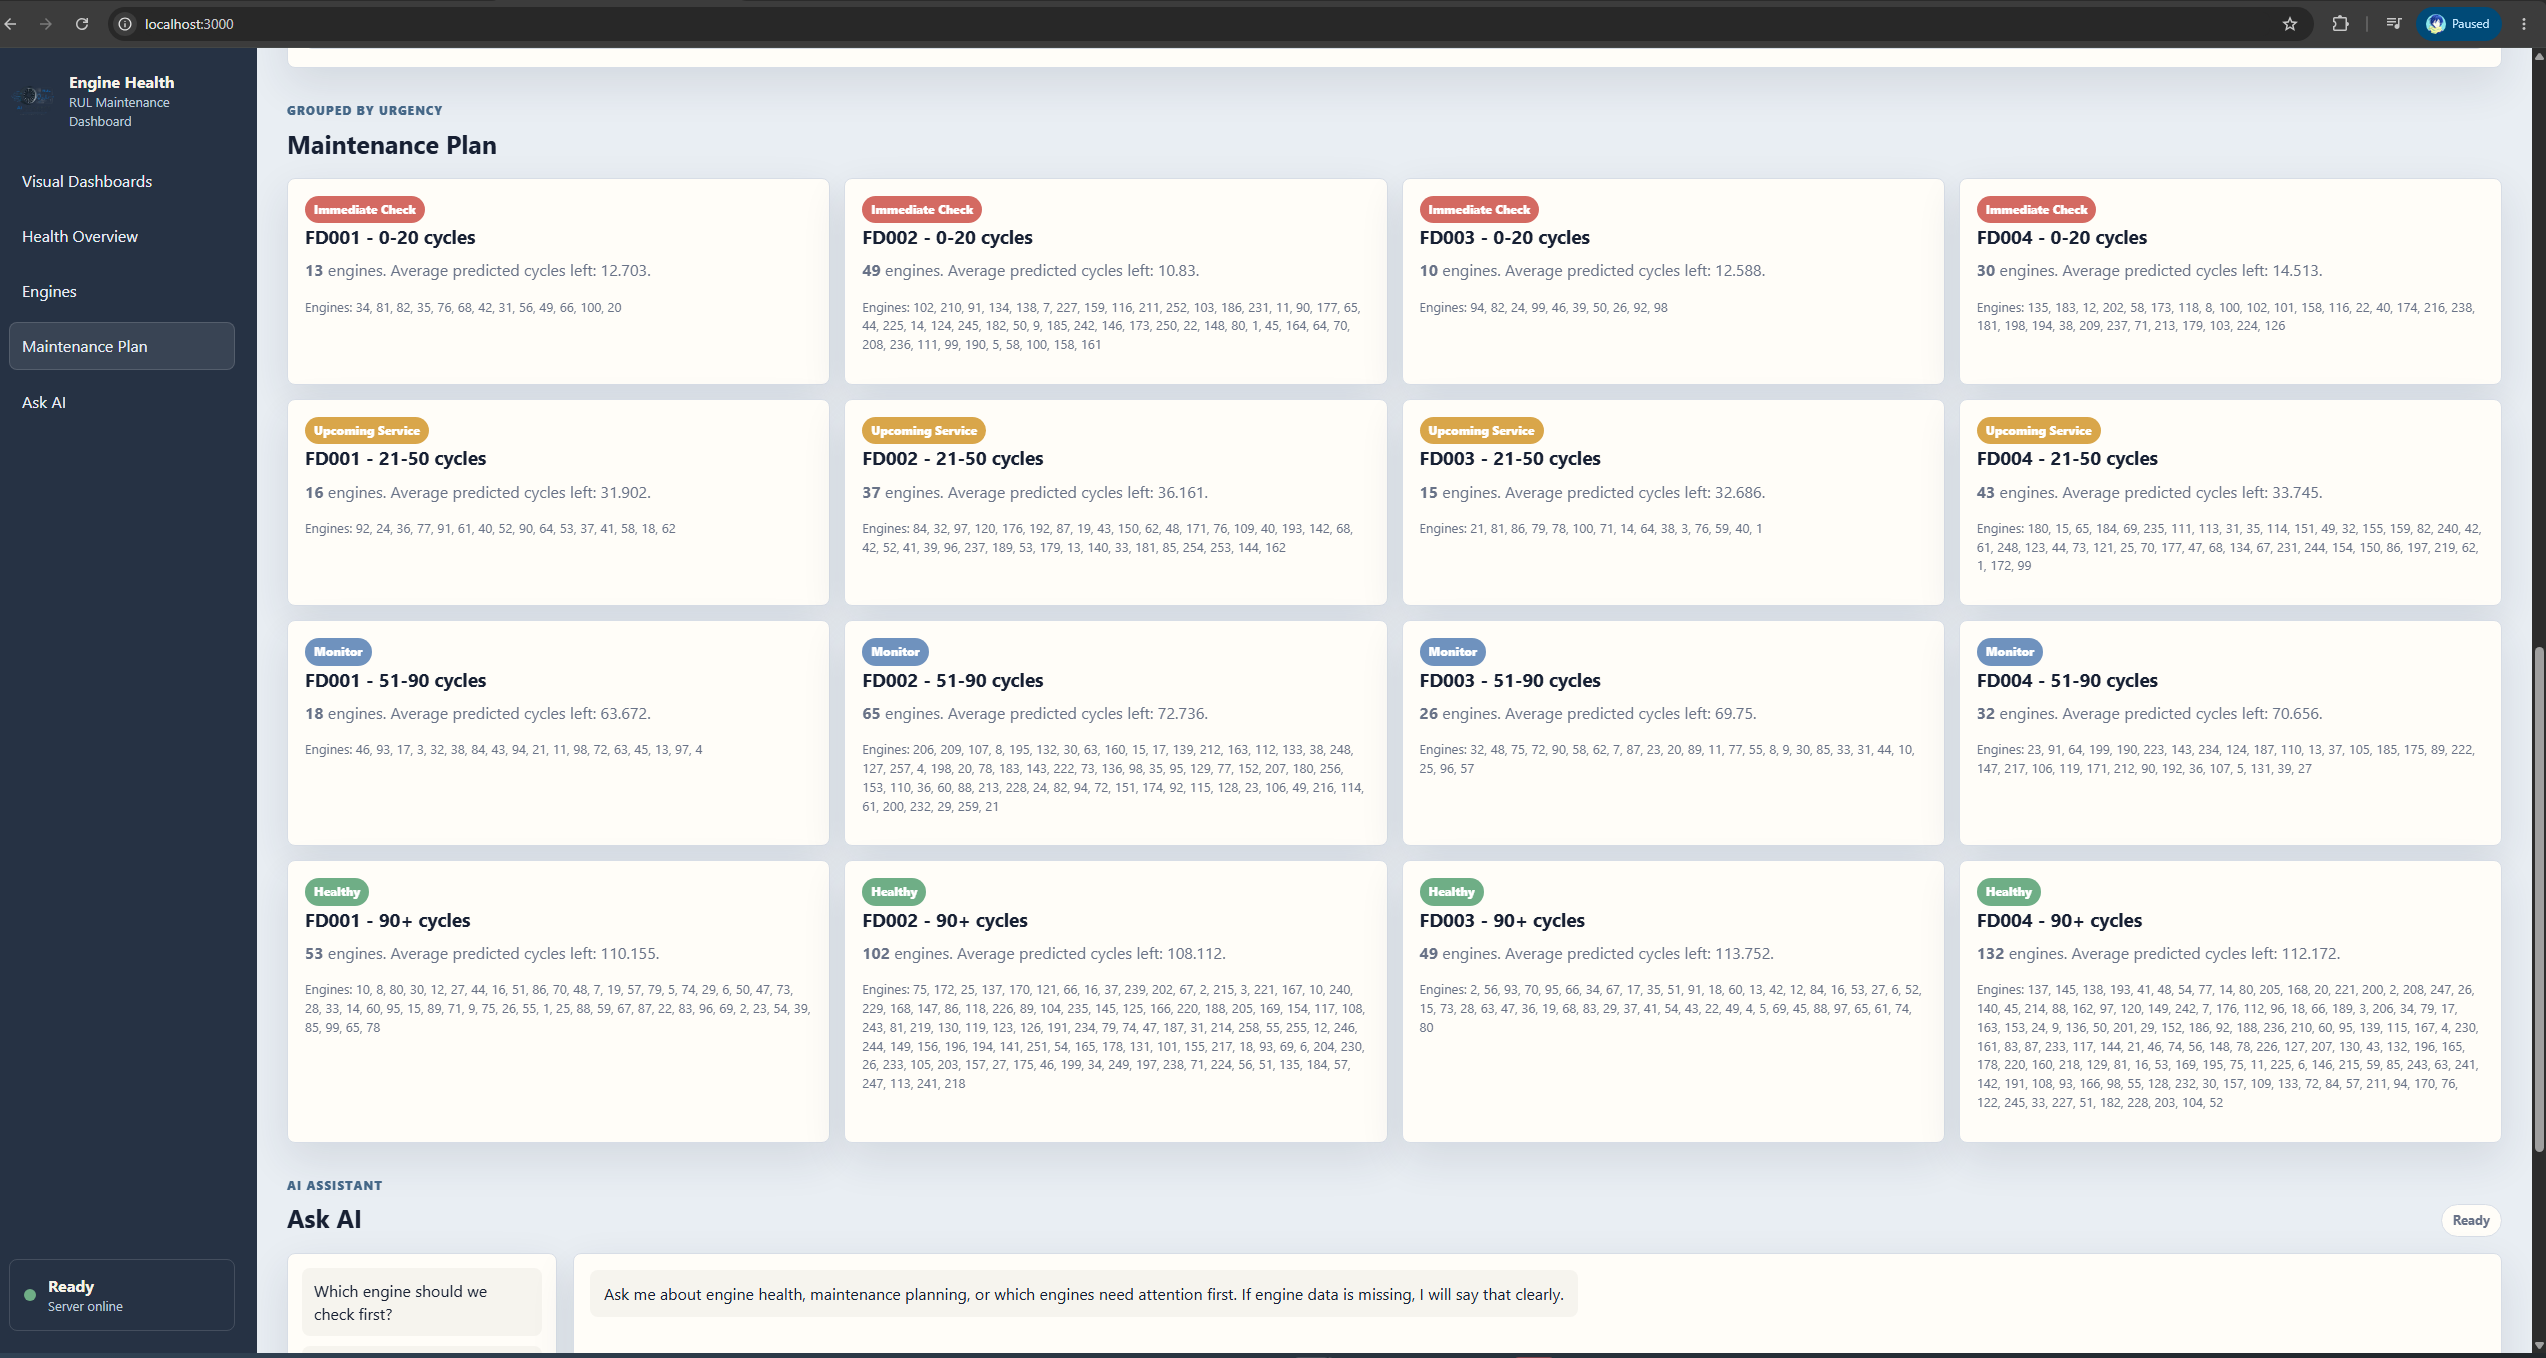 localhost:3000
Paused
Engine Health
RUL Maintenance
Dashboard
Visual Dashboards
Health Overview
Engines
Maintenance Plan
Ask AI
Ready
Server online
GROUPED BY URGENCY
Maintenance Plan
Immediate Check
FD001 - 0-20 cycles
13 engines. Average predicted cycles left: 12.703.
Engines: 34, 81, 82, 35, 76, 68, 42, 31, 56, 49, 66, 100, 20
Immediate Check
FD002 - 0-20 cycles
49 engines. Average predicted cycles left: 10.83.
Engines: 102, 210, 91, 134, 138, 7, 227, 159, 116, 211, 252, 103, 186, 231, 11, 90, 177, 65,
44, 225, 14, 124, 245, 182, 50, 9, 185, 242, 146, 173, 250, 22, 148, 80, 1, 45, 164, 64, 70,
208, 236, 111, 99, 190, 5, 58, 100, 158, 161
Immediate Check
FD003 - 0-20 cycles
10 engines. Average predicted cycles left: 12.588.
Engines: 94, 82, 24, 99, 46, 39, 50, 26, 92, 98
Immediate Check
FD004 - 0-20 cycles
30 engines. Average predicted cycles left: 14.513.
Engines: 135, 183, 12, 202, 58, 173, 118, 8, 100, 102, 101, 158, 116, 22, 40, 174, 216, 238,
181, 198, 194, 38, 209, 237, 71, 213, 179, 103, 224, 126
Upcoming Service
FD001 - 21-50 cycles
16 engines. Average predicted cycles left: 31.902.
Engines: 92, 24, 36, 77, 91, 61, 40, 52, 90, 64, 53, 37, 41, 58, 18, 62
Upcoming Service
FD002 - 21-50 cycles
37 engines. Average predicted cycles left: 36.161.
Engines: 84, 32, 97, 120, 176, 192, 87, 19, 43, 150, 62, 48, 171, 76, 109, 40, 193, 142, 68,
42, 52, 41, 39, 96, 237, 189, 53, 179, 13, 140, 33, 181, 85, 254, 253, 144, 162
Upcoming Service
FD003 - 21-50 cycles
15 engines. Average predicted cycles left: 32.686.
Engines: 21, 81, 86, 79, 78, 100, 71, 14, 64, 38, 3, 76, 59, 40, 1
Upcoming Service
FD004 - 21-50 cycles
43 engines. Average predicted cycles left: 33.745.
Engines: 180, 15, 65, 184, 69, 235, 111, 113, 31, 35, 114, 151, 49, 32, 155, 159, 82, 240, 42,
61, 248, 123, 44, 73, 121, 25, 70, 177, 47, 68, 134, 67, 231, 244, 154, 150, 86, 197, 219, 62,
1, 172, 99
Monitor
FD001 - 51-90 cycles
18 engines. Average predicted cycles left: 63.672.
Engines: 46, 93, 17, 3, 32, 38, 84, 43, 94, 21, 11, 98, 72, 63, 45, 13, 97, 4
Monitor
FD002 - 51-90 cycles
65 engines. Average predicted cycles left: 72.736.
Engines: 206, 209, 107, 8, 195, 132, 30, 63, 160, 15, 17, 139, 212, 163, 112, 133, 38, 248,
127, 257, 4, 198, 20, 78, 183, 143, 222, 73, 136, 98, 35, 95, 129, 77, 152, 207, 180, 256,
153, 110, 36, 60, 88, 213, 228, 24, 82, 94, 72, 151, 174, 92, 115, 128, 23, 106, 49, 216, 114,
61, 200, 232, 29, 259, 21
Monitor
FD003 - 51-90 cycles
26 engines. Average predicted cycles left: 69.75.
Engines: 32, 48, 75, 72, 90, 58, 62, 7, 87, 23, 20, 89, 11, 77, 55, 8, 9, 30, 85, 33, 31, 44, 10,
25, 96, 57
Monitor
FD004 - 51-90 cycles
32 engines. Average predicted cycles left: 70.656.
Engines: 23, 91, 64, 199, 190, 223, 143, 234, 124, 187, 110, 13, 37, 105, 185, 175, 89, 222,
147, 217, 106, 119, 171, 212, 90, 192, 36, 107, 5, 131, 39, 27
Healthy
FD001 - 90+ cycles
53 engines. Average predicted cycles left: 110.155.
Engines: 10, 8, 80, 30, 12, 27, 44, 16, 51, 86, 70, 48, 7, 19, 57, 79, 5, 74, 29, 6, 50, 47, 73,
28, 33, 14, 60, 95, 15, 89, 71, 9, 75, 26, 55, 1, 25, 88, 59, 67, 87, 22, 83, 96, 69, 2, 23, 54, 39,
85, 99, 65, 78
Healthy
FD002 - 90+ cycles
102 engines. Average predicted cycles left: 108.112.
Engines: 75, 172, 25, 137, 170, 121, 66, 16, 37, 239, 202, 67, 2, 215, 3, 221, 167, 10, 240,
229, 168, 147, 86, 118, 226, 89, 104, 235, 145, 125, 166, 220, 188, 205, 169, 154, 117, 108,
243, 81, 219, 130, 119, 123, 126, 191, 234, 79, 74, 47, 187, 31, 214, 258, 55, 255, 12, 246,
244, 149, 156, 196, 194, 141, 251, 54, 165, 178, 131, 101, 155, 217, 18, 93, 69, 6, 204, 230,
26, 233, 105, 203, 157, 27, 175, 46, 199, 34, 249, 197, 238, 71, 224, 56, 51, 135, 184, 57,
247, 113, 241, 218
Healthy
FD003 - 90+ cycles
49 engines. Average predicted cycles left: 113.752.
Engines: 2, 56, 93, 70, 95, 66, 34, 67, 17, 35, 51, 91, 18, 60, 13, 42, 12, 84, 16, 53, 27, 6, 52,
15, 73, 28, 63, 47, 36, 19, 68, 83, 29, 37, 41, 54, 43, 22, 49, 4, 5, 69, 45, 88, 97, 65, 61, 74,
80
Healthy
FD004 - 90+ cycles
132 engines. Average predicted cycles left: 112.172.
Engines: 137, 145, 138, 193, 41, 48, 54, 77, 14, 80, 205, 168, 20, 221, 200, 2, 208, 247, 26,
140, 45, 214, 88, 162, 97, 120, 149, 242, 7, 176, 112, 96, 18, 66, 189, 3, 206, 34, 79, 17,
163, 153, 24, 9, 136, 50, 201, 29, 152, 186, 92, 188, 236, 210, 60, 95, 139, 115, 167, 4, 230,
161, 83, 87, 233, 117, 144, 21, 46, 74, 56, 148, 78, 226, 127, 207, 130, 43, 132, 196, 165,
178, 220, 160, 218, 129, 81, 16, 53, 169, 195, 75, 11, 225, 6, 146, 215, 59, 85, 243, 63, 241,
142, 191, 108, 93, 166, 98, 55, 128, 232, 30, 157, 109, 133, 72, 84, 57, 211, 94, 170, 76,
122, 245, 33, 227, 51, 182, 228, 203, 104, 52
AI ASSISTANT
Ask AI
Ready
Which engine should we
check first?
Ask me about engine health, maintenance planning, or which engines need attention first. If engine data is missing, I will say that clearly.